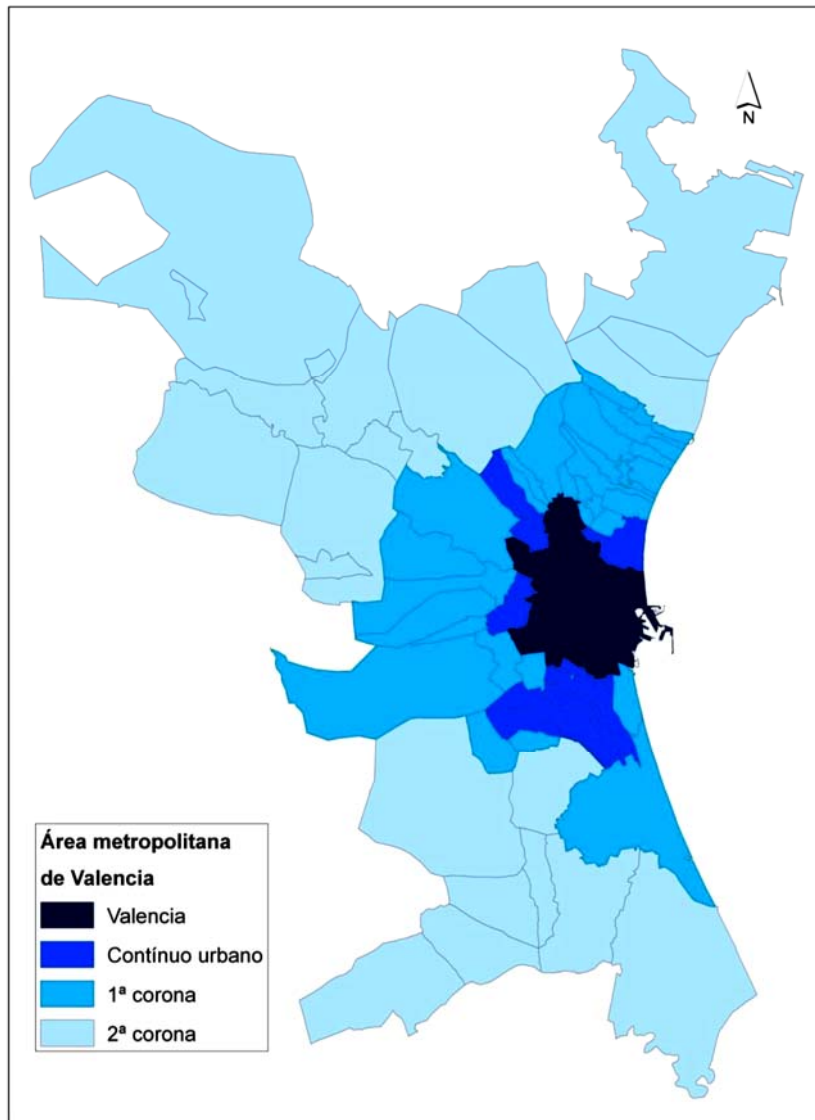 N
Área metropolitana
de Valencia
Valencia
Contínuo urbano
1ª corona
2ª corona